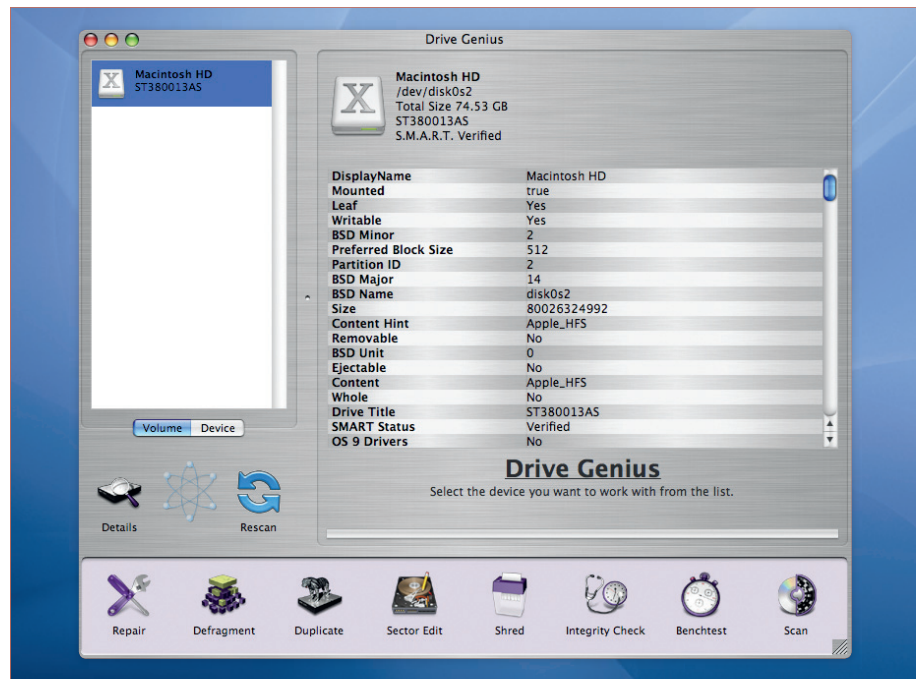 Drive Genius
Macintosh HD
ST380013AS
Macintosh HD
/dev/disk0s2
Total Size 74.53 GB
ST380013AS
S.M.A.R.T. Verified
DisplayName Macintosh HD
Mounted true
Leaf Yes
Writable Yes
BSD Minor 2
Preferred Block Size 512
Partition ID 2
BSD Major 14
BSD Name disk0s2
Size 80026324992
Content Hint Apple_HFS
Removable No
BSD Unit 0
Ejectable No
Content Apple_HFS
Whole No
Drive Title ST380013AS
SMART Status Verified
OS 9 Drivers No
Volume Device
Drive Genius
Select the device you want to work with from the list.
Details Rescan
Repair Defragment Duplicate Sector Edit Shred Integrity Check Benchtest Scan